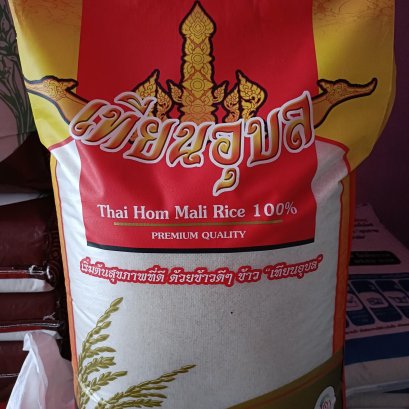 เทียนอุบล
Thai Hom Mali Rice 100%
PREMIUM QUALITY
เริ่มต้นสุขภาพที่ดี ด้วยข้าวดีๆ ข้าว "เทียนอุบล"